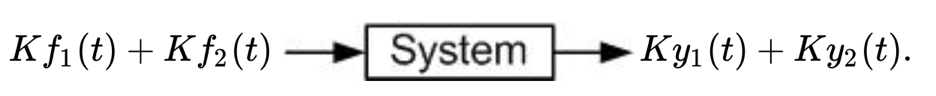 Kf₁(t) + Kf₂(t) System Ky₁(t) + Ky₂(t).